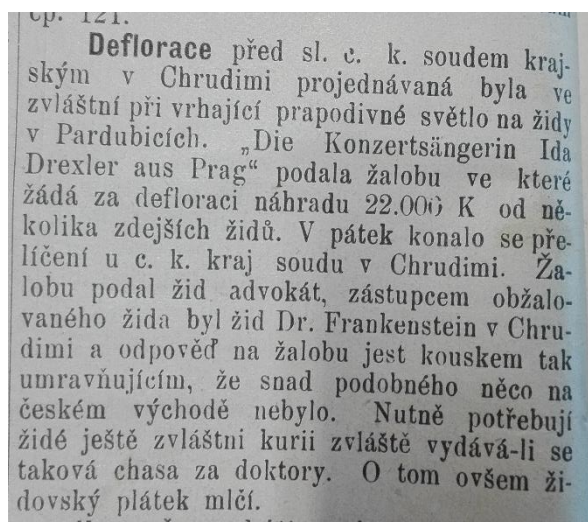 čp. 121.
Deflorace před sl. c. k. soudem kraj-
ským v Chrudimi projednávaná byla ve
zvláštní při vrhající prapodivné světlo na židy
v Pardubicích. „Die Konzertsängerin Ida
Drexler aus Prag“ podala žalobu ve které
žádá za defloraci náhradu 22.000 K od ně-
kolika zdejších židů. V pátek konalo se pře-
líčení u c. k. kraj soudu v Chrudimi. Ža-
lobu podal žid advokát, zástupcem obžalo-
vaného žida byl žid Dr. Frankenstein v Chru-
dimi a odpověď na žalobu jest kouskem tak
umravňujícím, že snad podobného něco na
českém východě nebylo. Nutně potřebují
židé ještě zvláštni kurii zvláště vydává-li se
taková chasa za doktory. O tom ovšem ži-
dovský plátek mlčí.